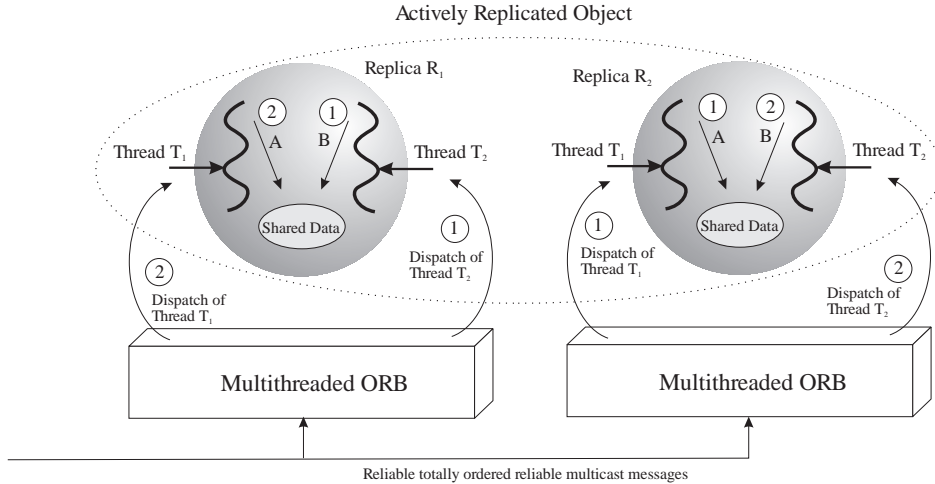 Actively Replicated Object
Replica R1
2
1
A
B
Thread T1
Thread T2
Shared Data
1
Dispatch of
Thread T2
2
Dispatch of
Thread T1
Multithreaded ORB
Replica R2
1
2
A
B
Thread T1
Thread T2
Shared Data
1
Dispatch of
Thread T1
2
Dispatch of
Thread T2
Multithreaded ORB
Reliable totally ordered reliable multicast messages